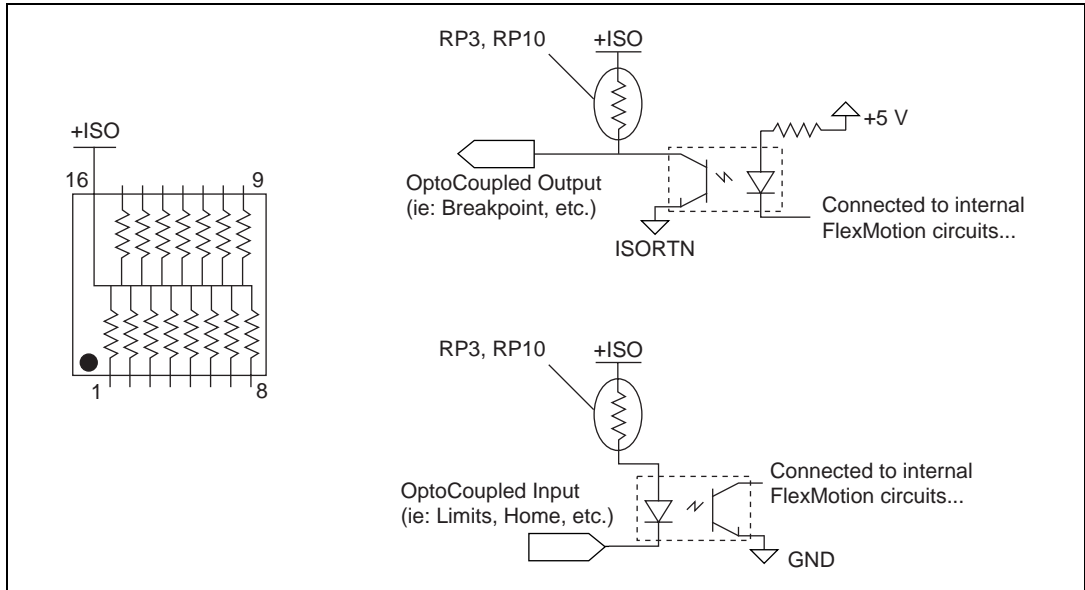 +ISO
16
9
1
8
RP3, RP10
+ISO
+5 V
OptoCoupled Output
(ie: Breakpoint, etc.)
ISORTN
Connected to internal
FlexMotion circuits...
RP3, RP10
+ISO
OptoCoupled Input
(ie: Limits, Home, etc.)
Connected to internal
FlexMotion circuits...
GND